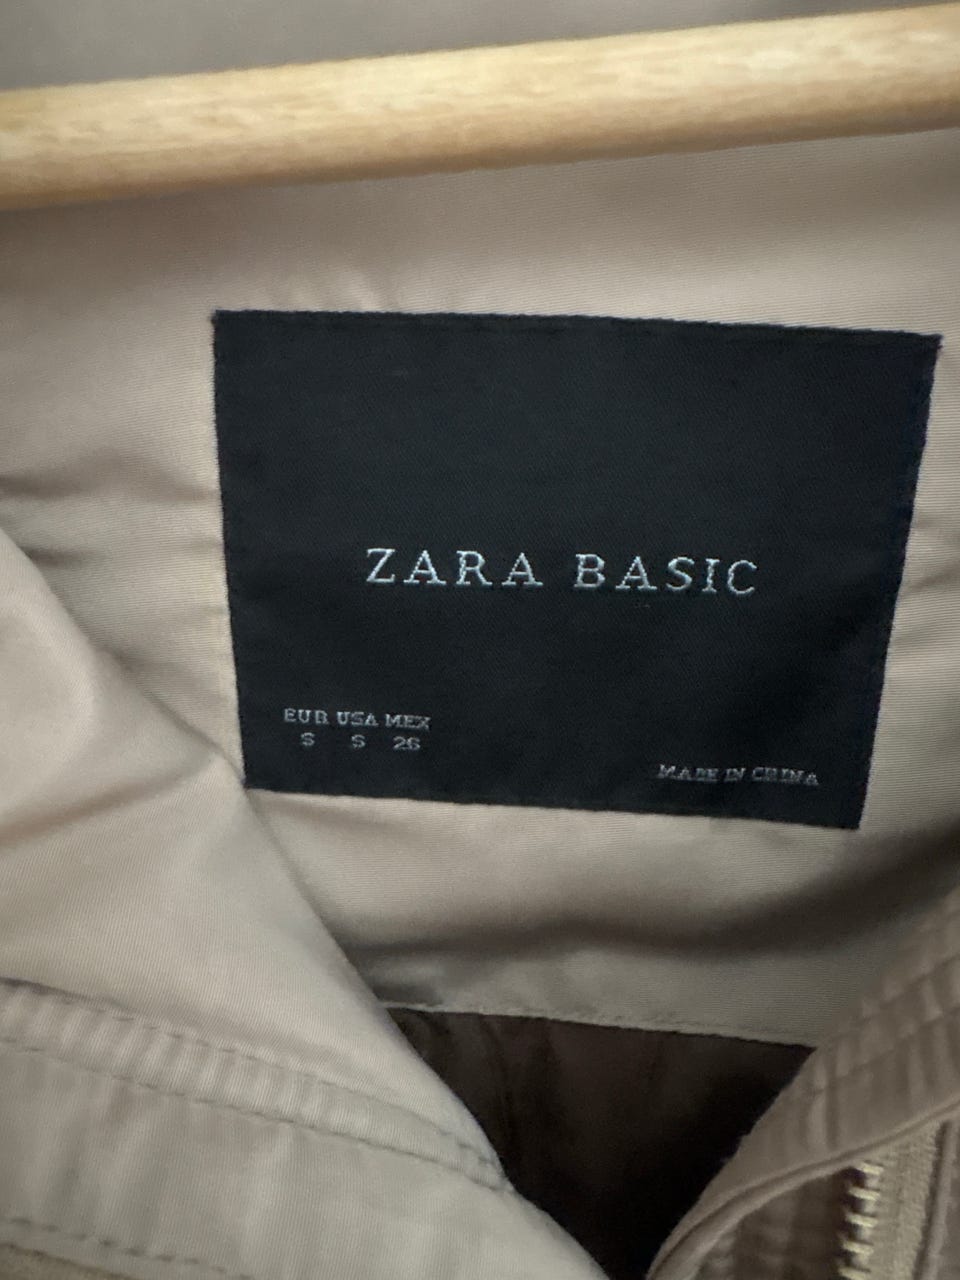 ZARA BASIC
EUR USA MEX
S S 26
MADE IN CHINA